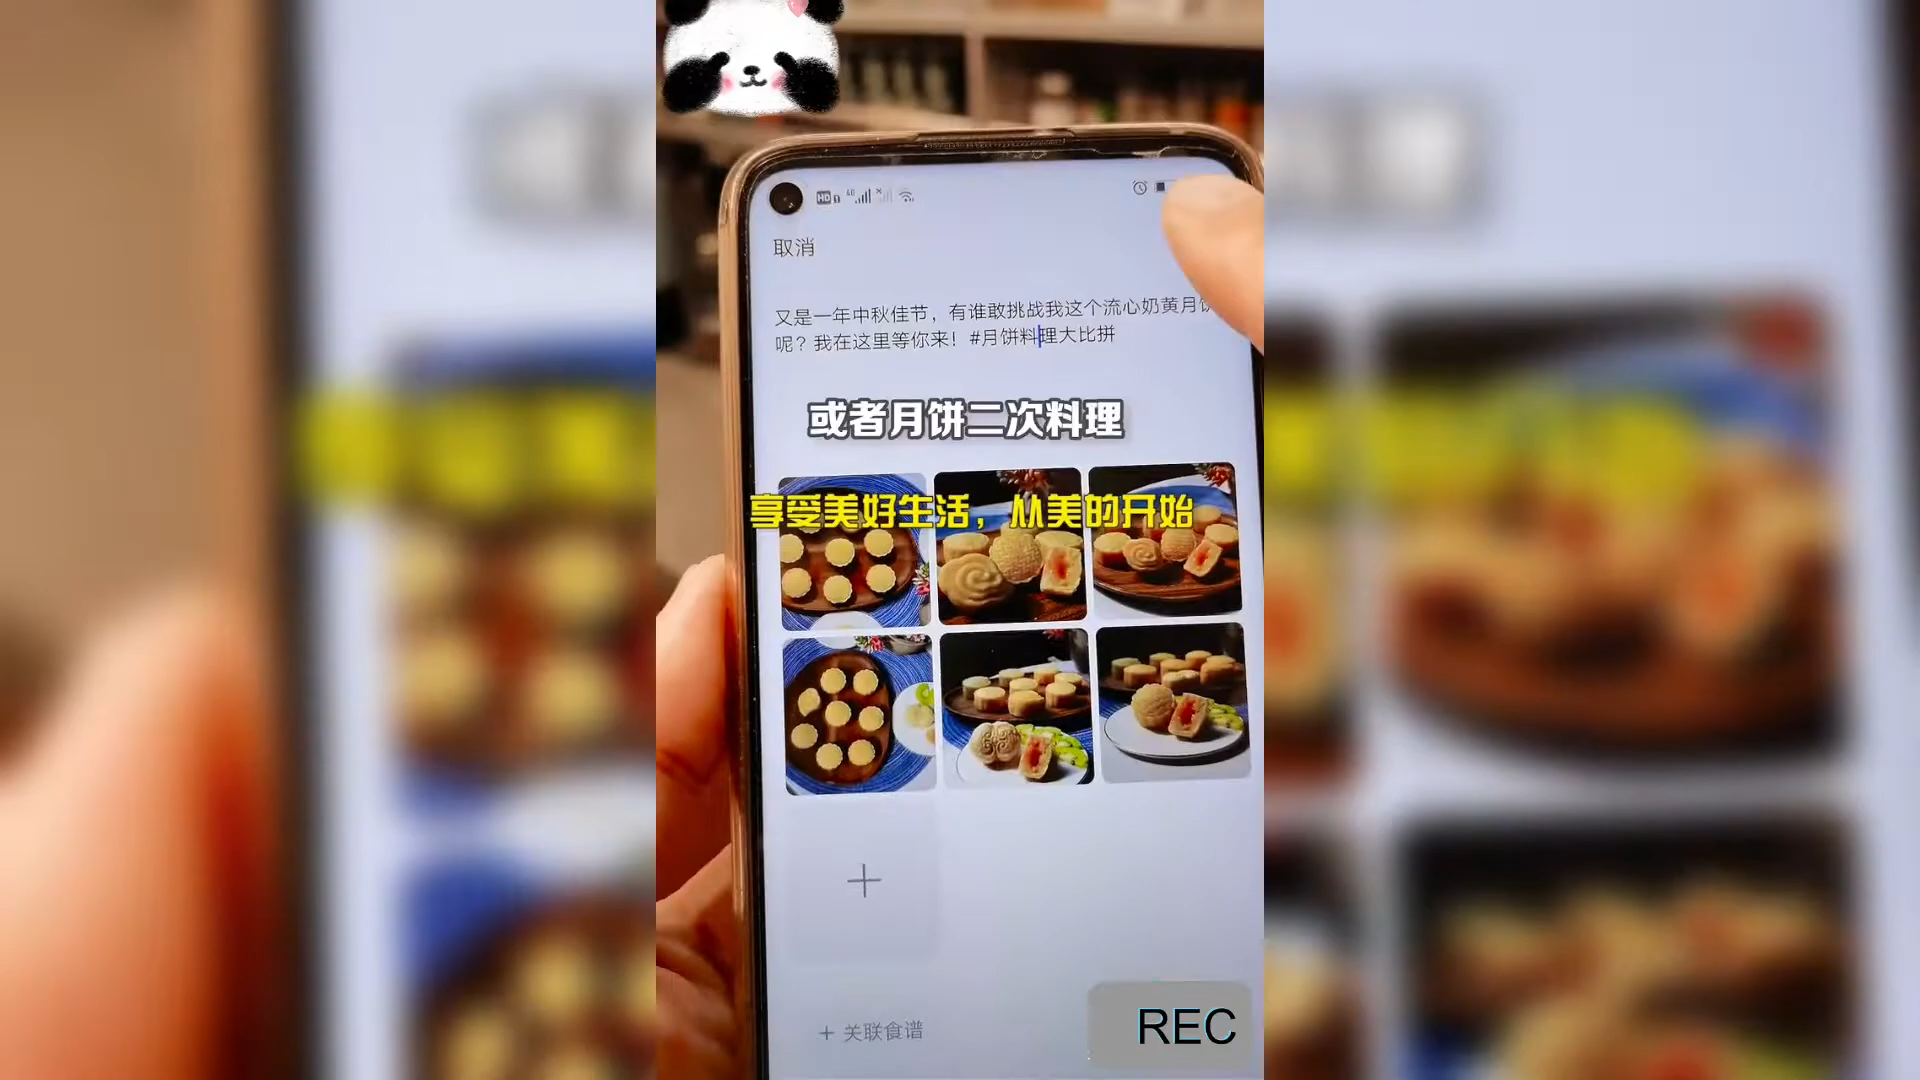 HD
4G
取消
又是一年中秋佳节，有谁敢挑战我这个流心奶黄月饼
呢？我在这里等你来！#月饼料理大比拼
或者月饼二次料理
享受美好生活，从美的开始
+ 关联食谱
REC